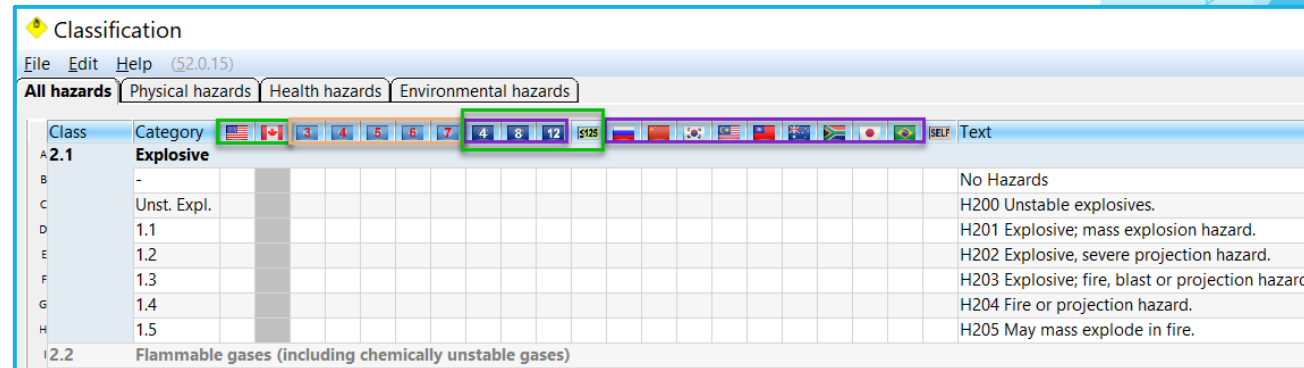 Classification
File Edit Help (52.0.15)
All hazards Physical hazards Health hazards Environmental hazards
Class Category 3 4 5 6 7 4 8 12 §125 SELF Text
A 2.1 Explosive
B - No Hazards
C Unst. Expl. H200 Unstable explosives.
D 1.1 H201 Explosive; mass explosion hazard.
E 1.2 H202 Explosive, severe projection hazard.
F 1.3 H203 Explosive; fire, blast or projection hazard
G 1.4 H204 Fire or projection hazard.
H 1.5 H205 May mass explode in fire.
I 2.2 Flammable gases (including chemically unstable gases)